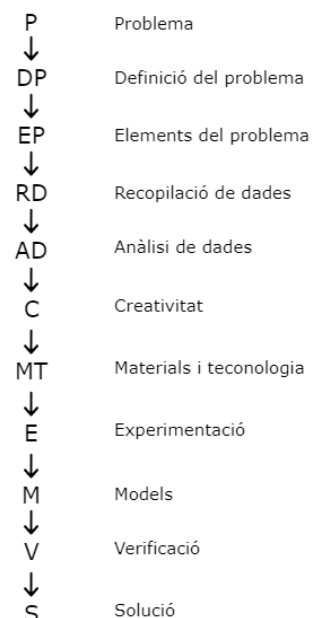 P Problema
↓
DP Definició del problema
↓
EP Elements del problema
↓
RD Recopilació de dades
↓
AD Anàlisi de dades
↓
C Creativitat
↓
MT Materials i teconologia
↓
E Experimentació
↓
M Models
↓
V Verificació
↓
S Solució